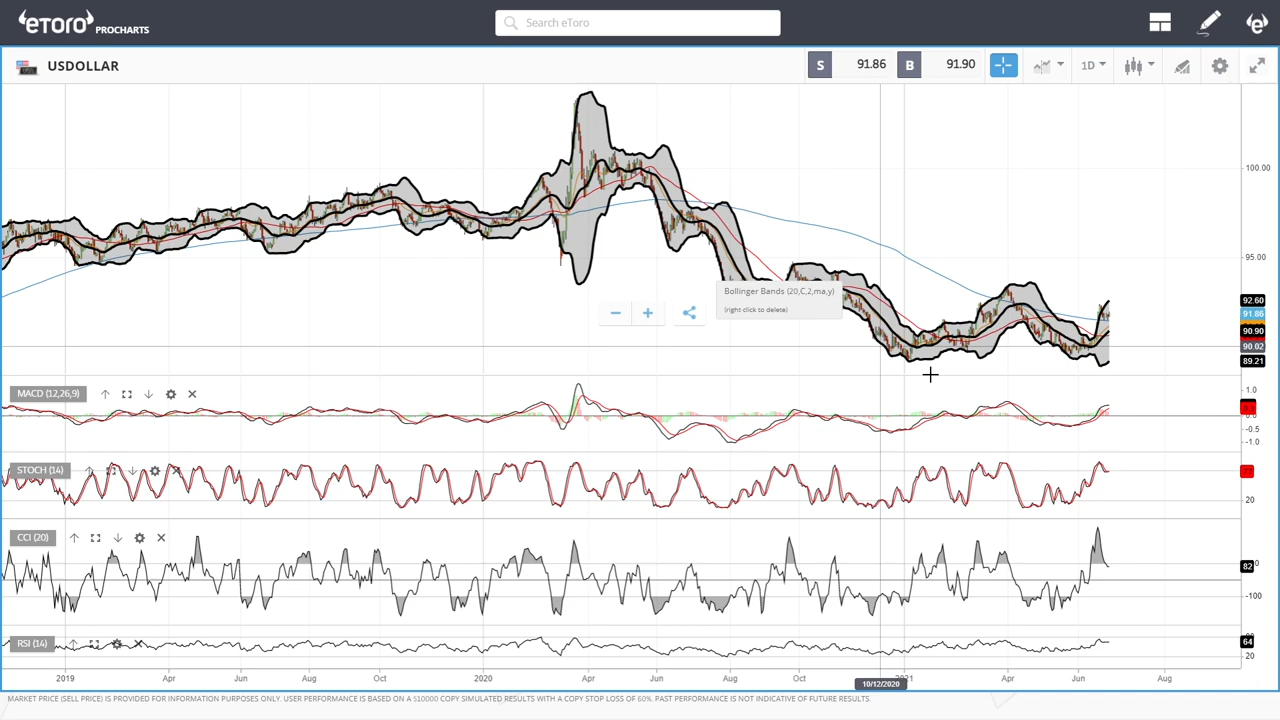 eToro PROCHARTS
Search eToro
USDOLLAR
S 91.86 B 91.90
1D
100.00
95.00
Bollinger Bands (20,C,2,ma,y)
(right click to delete)
92.60
91.86
90.90
90.02
89.21
MACD (12,26,9)
1.0
-0.5
-1.0
STOCH (14)
77
20
CCI (20)
82
-100
RSI (14)
64
20
2019 Apr Jun Aug Oct 2020 Apr Jun Aug Oct 2021 Apr Jun Aug
10/12/2020
MARKET PRICE (SELL PRICE) IS PROVIDED FOR INFORMATION PURPOSES ONLY. USER PERFORMANCE IS BASED ON A $10000 COPY SIMULATED RESULTS WITH A COPY STOP LOSS OF 60%. PAST PERFORMANCE IS NOT INDICATIVE OF FUTURE RESULTS.